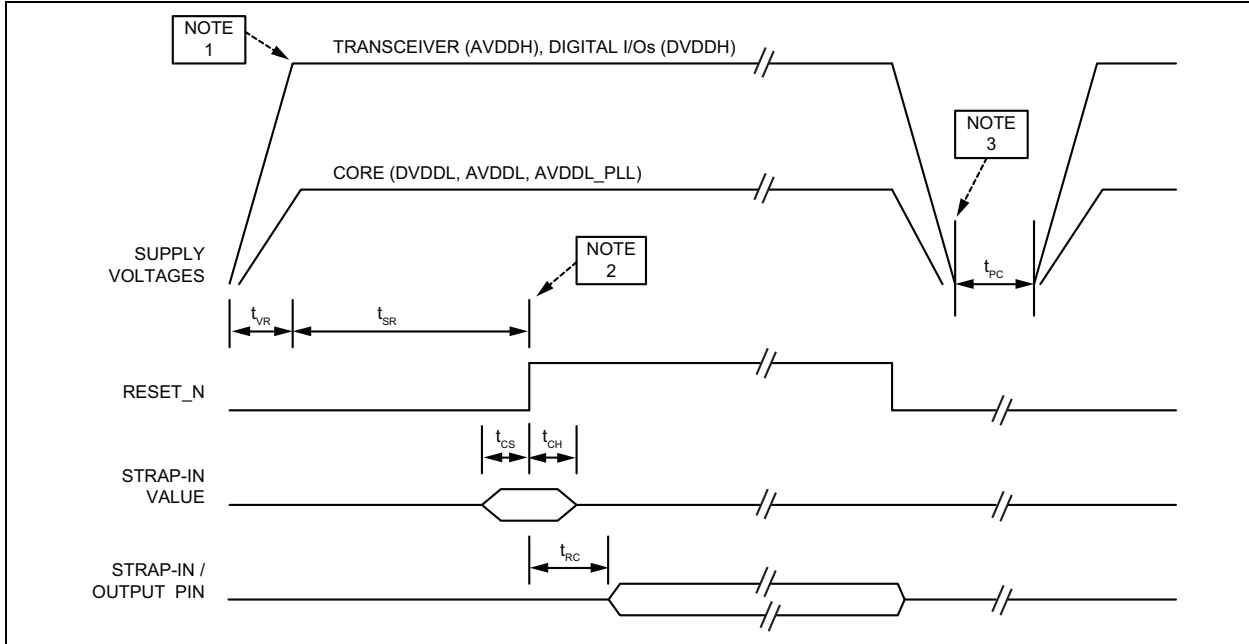 NOTE
1
TRANSCEIVER (AVDDH), DIGITAL I/Os (DVDDH)
NOTE
3
CORE (DVDDL, AVDDL, AVDDL_PLL)
SUPPLY
VOLTAGES
NOTE
2
tPC
tVR
tSR
RESET_N
tCS
tCH
STRAP-IN
VALUE
tRC
STRAP-IN /
OUTPUT PIN